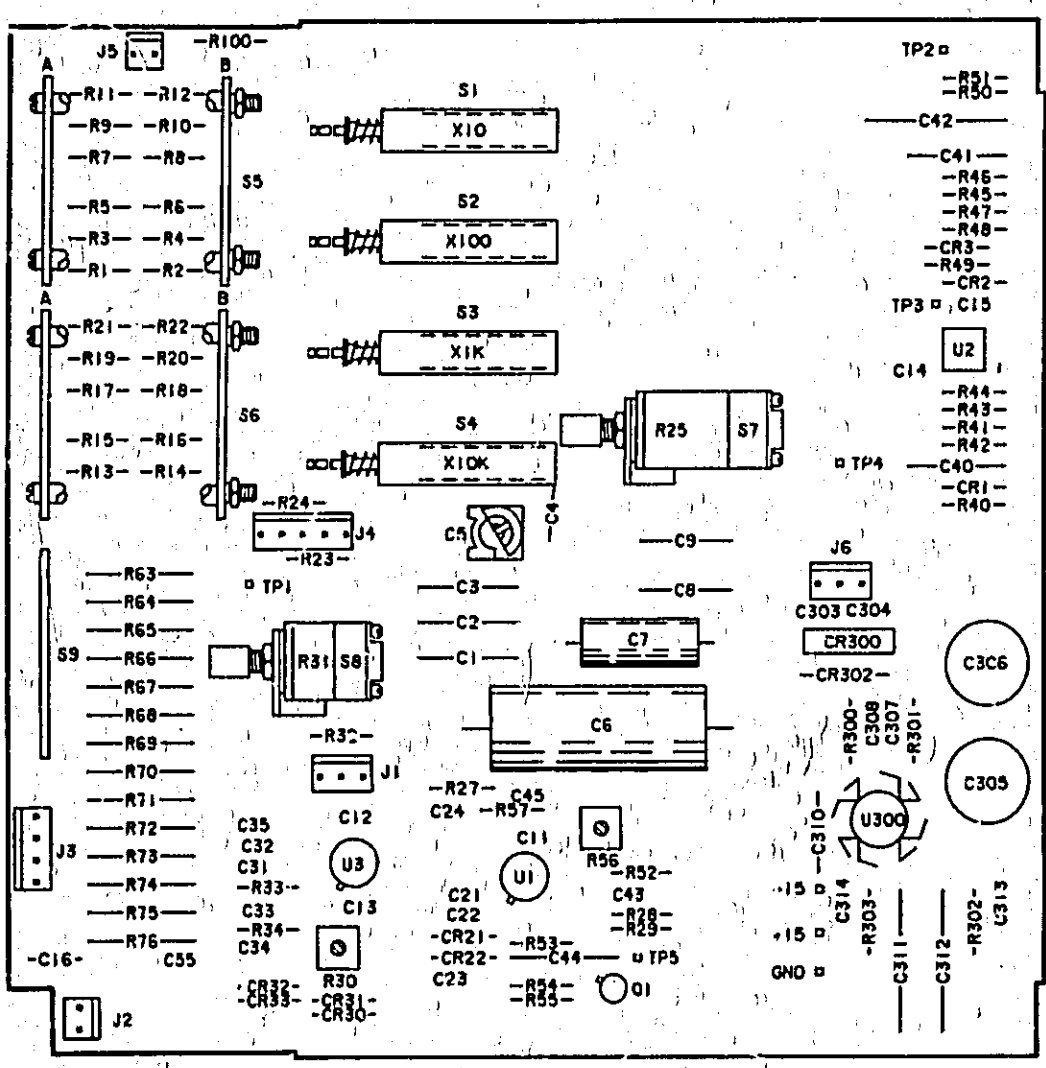 J5 -R100- TP2
A B
-R11- -R12- S1 -R51-
-R50-
-R9- -R10- X10 -C42-
-R7- -R8- -C41-
S5 -R46-
-R5- -R6- S2 -R45-
-R47-
-R3- -R4- X100 -R48-
-CR3-
-R1- -R2- -R49-
-CR2-
A B TP3 C15
-R21- -R22- S3
-R19- -R20- X1K U2
C14
-R17- -R18- -R44-
S6 -R43-
-R15- -R16- S4 R25 S7 -R41-
-R42-
-R13- -R14- X10K TP4 -C40-
-CR1-
-R24- -C4- -R40-
J4 C5 -C9- J6
-R23-
-R63- TP1 -C3- -C8-
-R64- C303 C304
-R65- -C2- C7 CR300
S9 -R66- R31 S8 -C1- C306
-CR302-
-R67-
-R68- C6 -R300- C308 C307 -R301-
-R69- -R32-
-R70- J1
-R71- -R27- C45 C305
C24 -R57-
C12 U300 -C310-
J3 -R72- C35
C32 C11
-R73- C31 U3 R56
-R74- -R33- U1 -R52-
C21 C43 15 C314
-R75- C33 C13 C22 -R28-
-R34- -R29- -R303- -C311- -C312- -R302- C313
-R76- C34 -CR21- -R53- 15
-C16- C55 -CR22- -C44- TP5
R30 C23 GND
-CR32- -R54- Q1
-CR33- -CR31- -R55-
-CR30-
J2